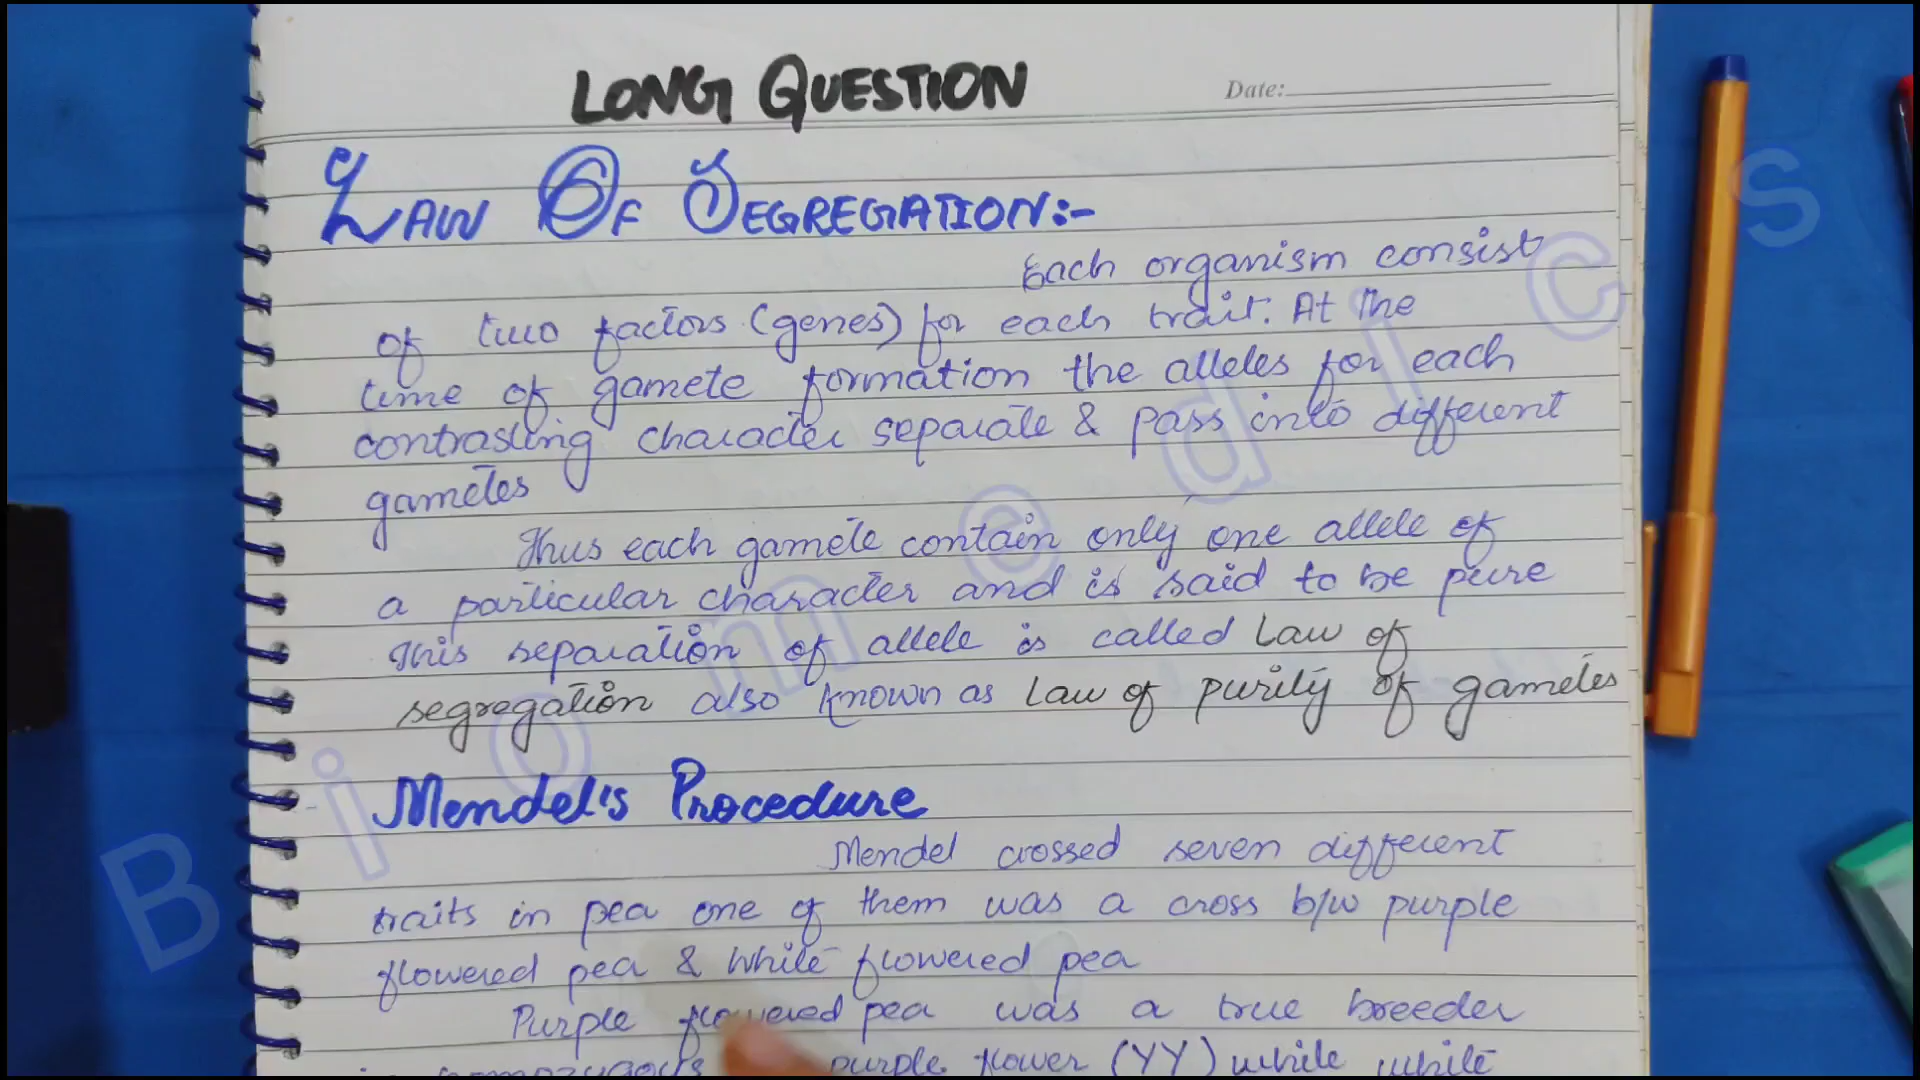 LONG QUESTION
Date:
LAW OF SEGREGATION:-
Each organism consist
of two factors (genes) for each trait. At the
time of gamete formation the alleles for each
contrasting character separate & pass into different
gametes
Thus each gamete contain only one allele of
a particular character and is said to be pure
This separation of allele is called Law of
segregation also known as Law of purity of gametes
Mendel's Procedure
Mendel crossed seven different
traits in pea one of them was a cross b/w purple
flowered pea & white flowered pea
Purple flowered pea was a true breeder
purple flower (YY) while white
Biomedics